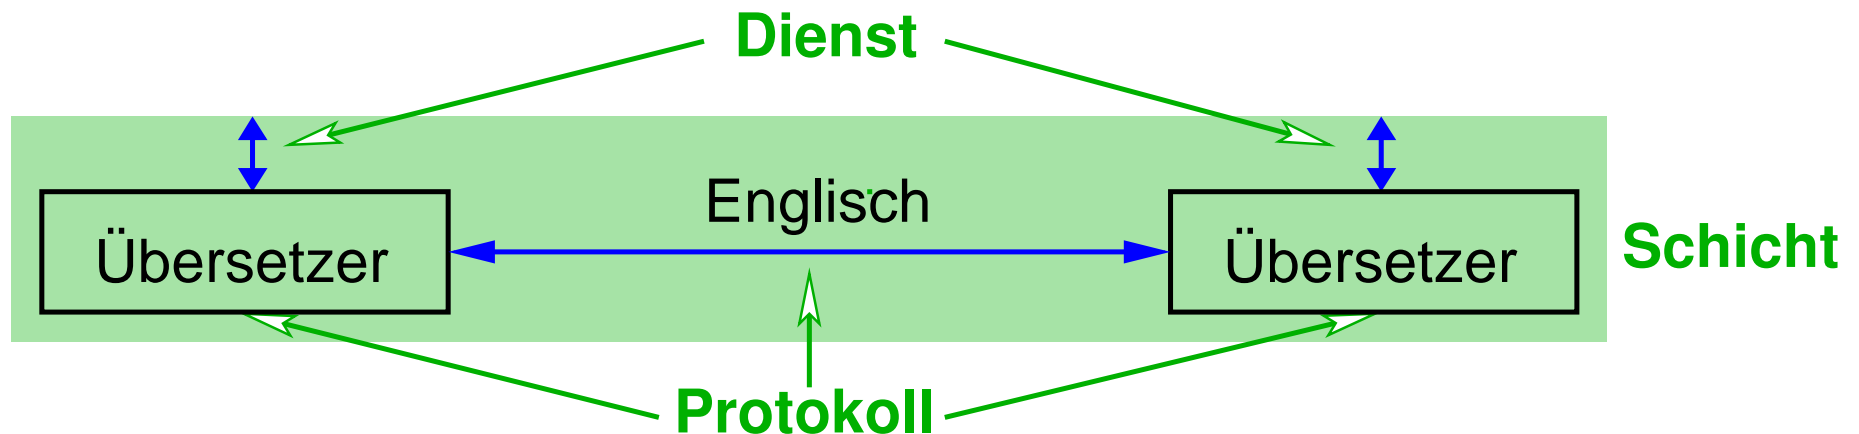 Dienst
Englisch
Übersetzer
Übersetzer
Schicht
Protokoll